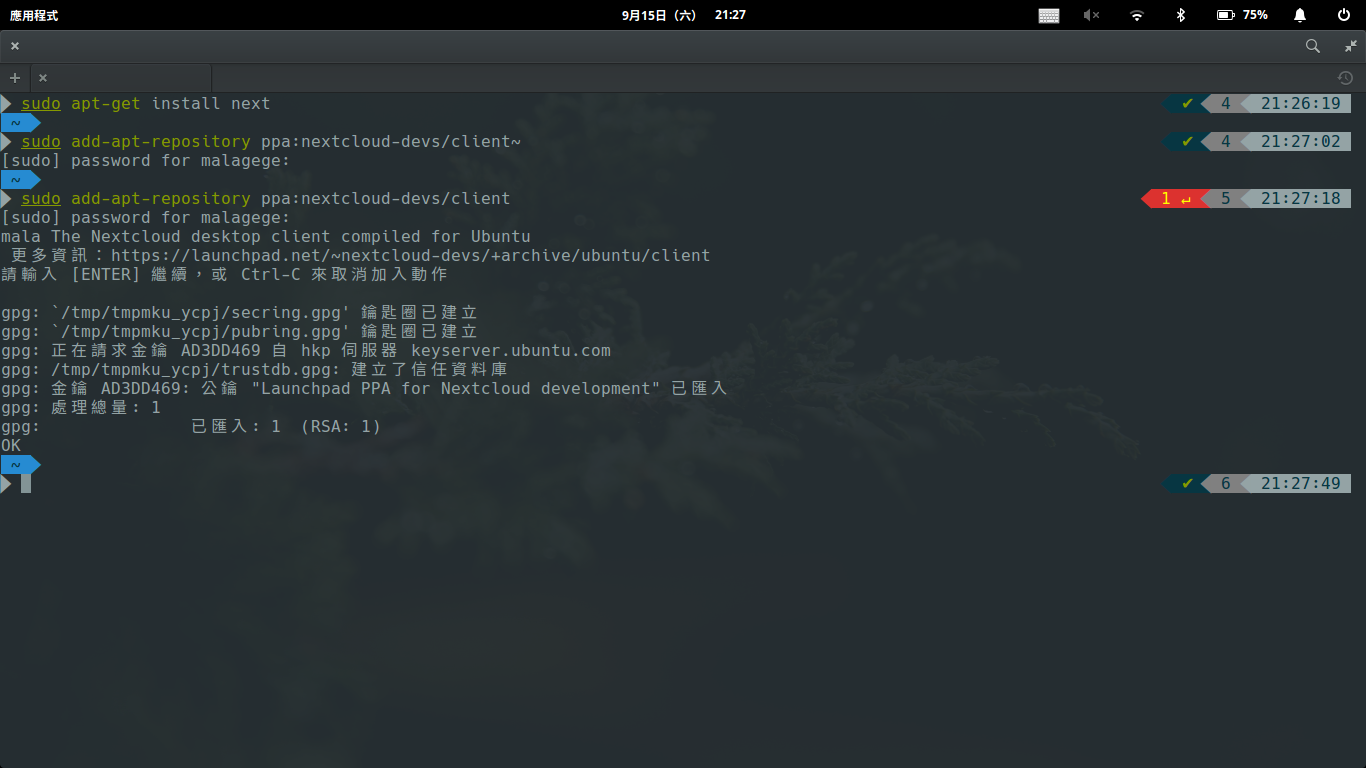 應用程式 9月15日（六） 21:27 75%
sudo apt-get install next ✔ 4 21:26:19
~
sudo add-apt-repository ppa:nextcloud-devs/client~ ✔ 4 21:27:02
[sudo] password for malagege:
~
sudo add-apt-repository ppa:nextcloud-devs/client 1 ↵ 5 21:27:18
[sudo] password for malagege:
mala The Nextcloud desktop client compiled for Ubuntu
更多資訊：https://launchpad.net/~nextcloud-devs/+archive/ubuntu/client
請輸入 [ENTER] 繼續，或 Ctrl-C 來取消加入動作
gpg: `/tmp/tmpmku_ycpj/secring.gpg' 鑰匙圈已建立
gpg: `/tmp/tmpmku_ycpj/pubring.gpg' 鑰匙圈已建立
gpg: 正在請求金鑰 AD3DD469 自 hkp 伺服器 keyserver.ubuntu.com
gpg: /tmp/tmpmku_ycpj/trustdb.gpg: 建立了信任資料庫
gpg: 金鑰 AD3DD469: 公鑰 "Launchpad PPA for Nextcloud development" 已匯入
gpg: 處理總量: 1
gpg: 已匯入: 1 (RSA: 1)
OK
~
✔ 6 21:27:49